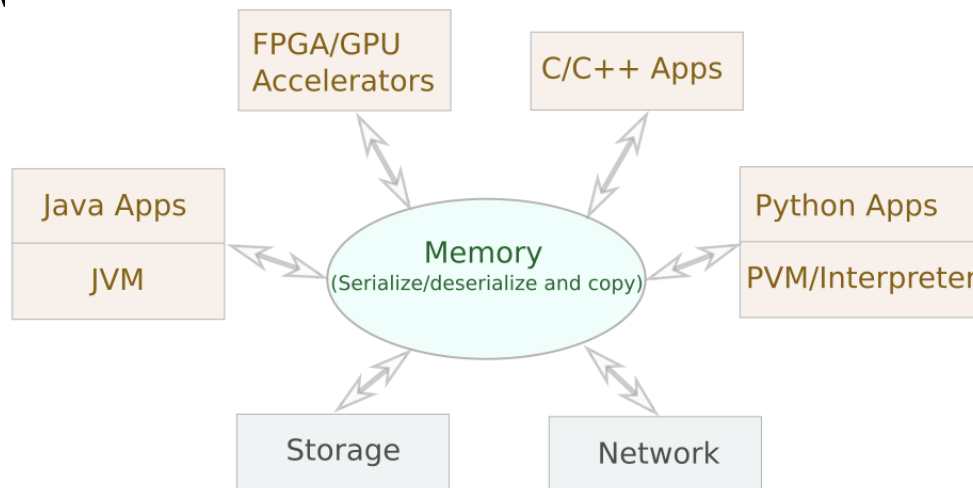 FPGA/GPU
Accelerators
C/C++ Apps
Java Apps
JVM
Memory
(Serialize/deserialize and copy)
Python Apps
PVM/Interpreter
Storage
Network